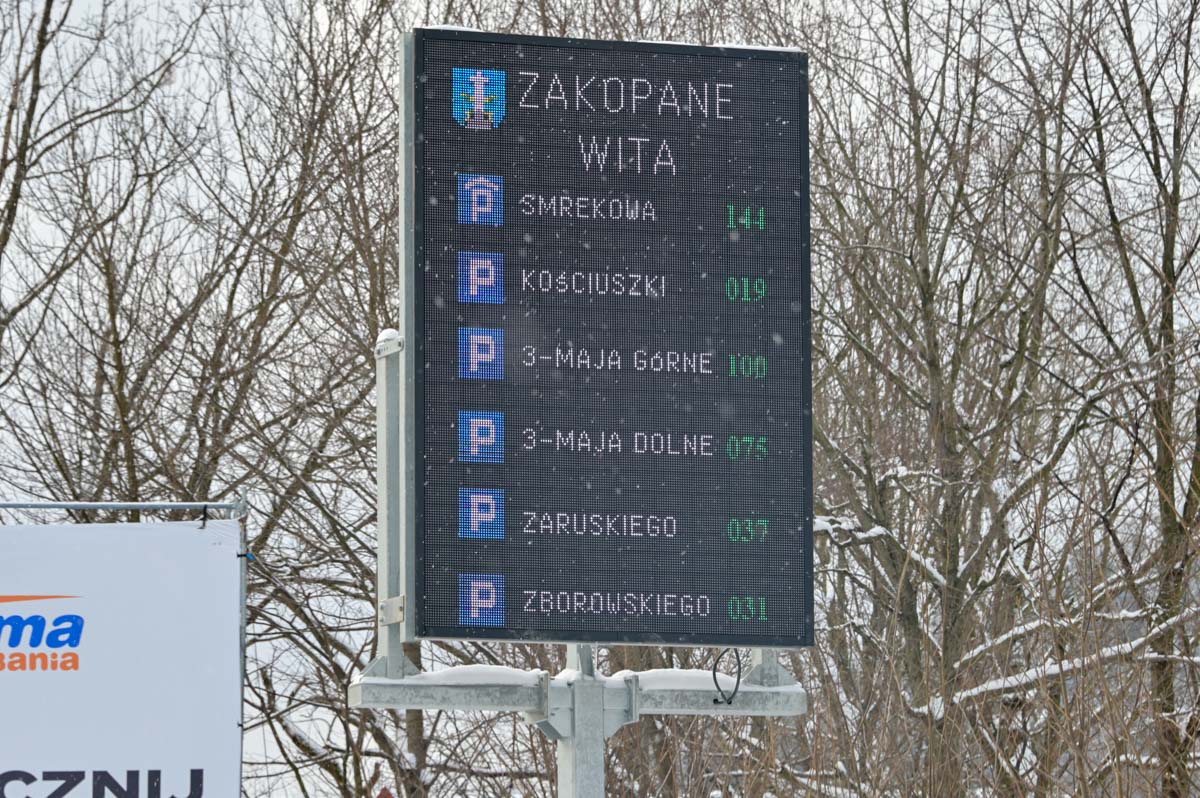 ZAKOPANE
WITA
P SMREKOWA 144
P KOśCIUSZKI 019
P 3-MAJA GóRNE 100
P 3-MAJA DOLNE 075
P ZARUSKIEGO 037
P ZBOROWSKIEGO 031
ma
bania
CZNIJ